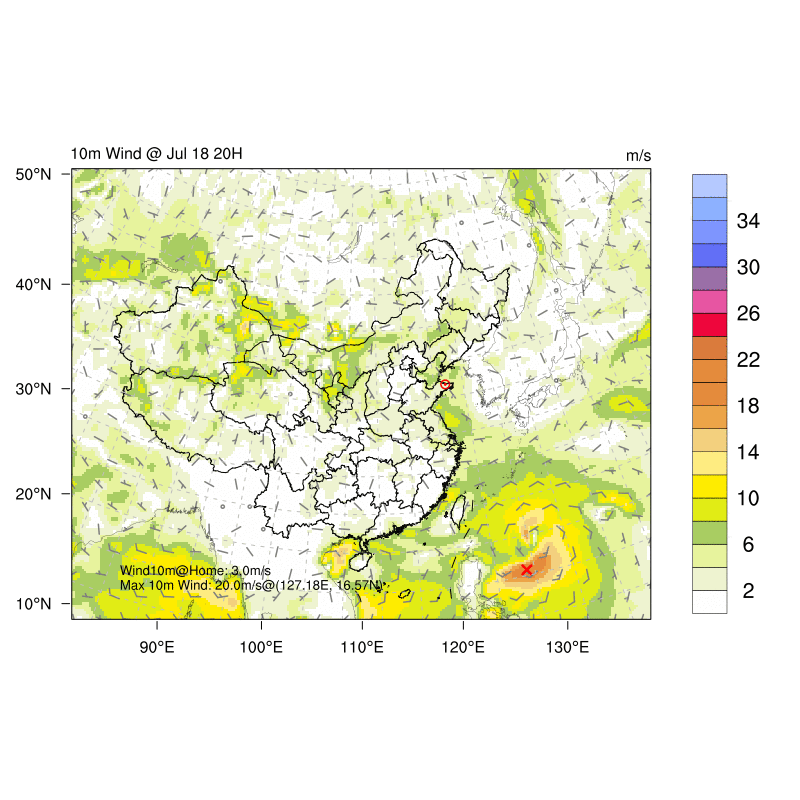 10m Wind @ Jul 18 20H
m/s
50°N
40°N
30°N
20°N
10°N
90°E
100°E
110°E
120°E
130°E
34
30
26
22
18
14
10
6
2
Wind10m@Home: 3.0m/s
Max 10m Wind: 20.0m/s@(127.18E, 16.57N)